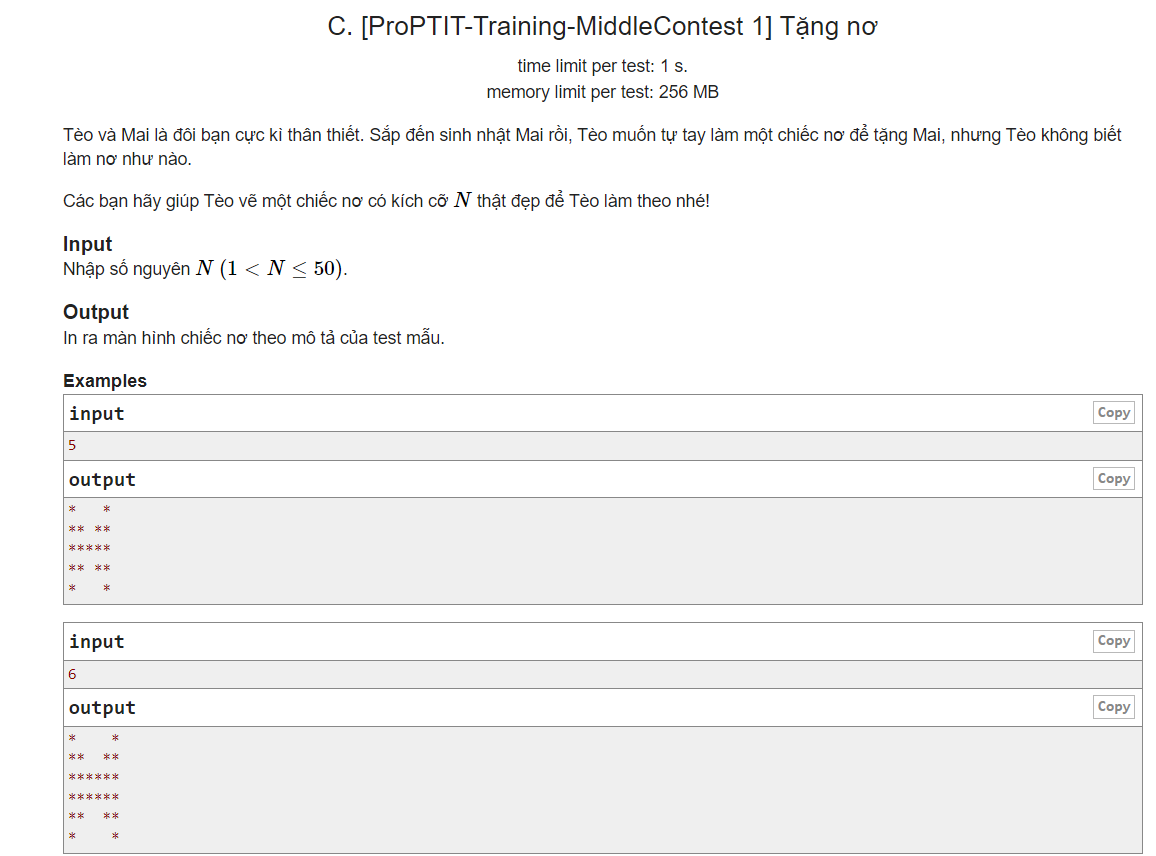 C. [ProPTIT-Training-MiddleContest 1] Tặng nơ
time limit per test: 1 s.
memory limit per test: 256 MB
Tèo và Mai là đôi bạn cực kì thân thiết. Sắp đến sinh nhật Mai rồi, Tèo muốn tự tay làm một chiếc nơ để tặng Mai, nhưng Tèo không biết
làm nơ như nào.
Các bạn hãy giúp Tèo vẽ một chiếc nơ có kích cỡ N thật đẹp để Tèo làm theo nhé!
Input
Nhập số nguyên N (1 < N ≤ 50).
Output
In ra màn hình chiếc nơ theo mô tả của test mẫu.
Examples
input Copy
5
output Copy
*   *
** **
*****
** **
*   *
input Copy
6
output Copy
*    *
**  **
******
******
**  **
*    *